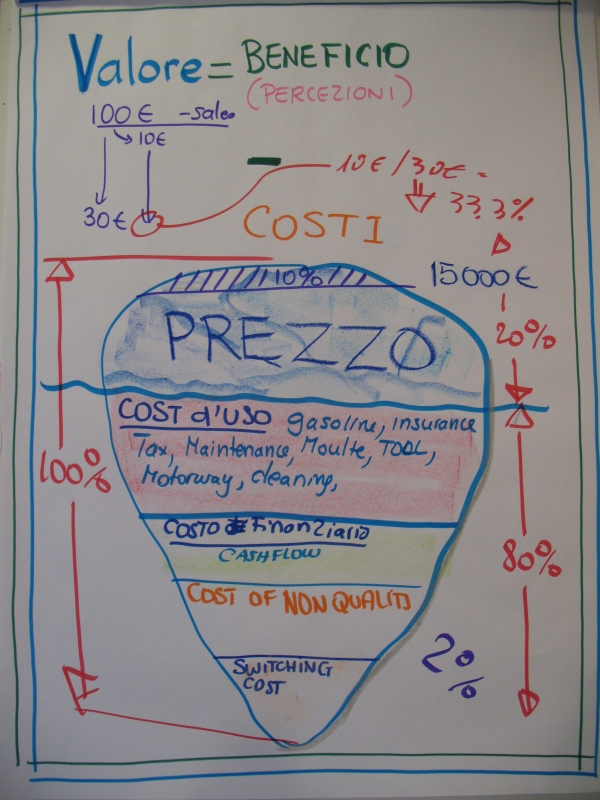 Valore = BENEFICIO
(PERCEZIONI)
100€ - sales
10€
30€
10€/30€ =
33.3%
COSTI
10%
15000€
PREZZO
20%
COST d'USO gasoline, insurance
Tax, Maintenance, Moulte, TOOL,
Motorway, cleaning,
100%
COSTO Finanziario
CASHFLOW
80%
COST OF NON QUALITY
2%
SWITCHING
COST